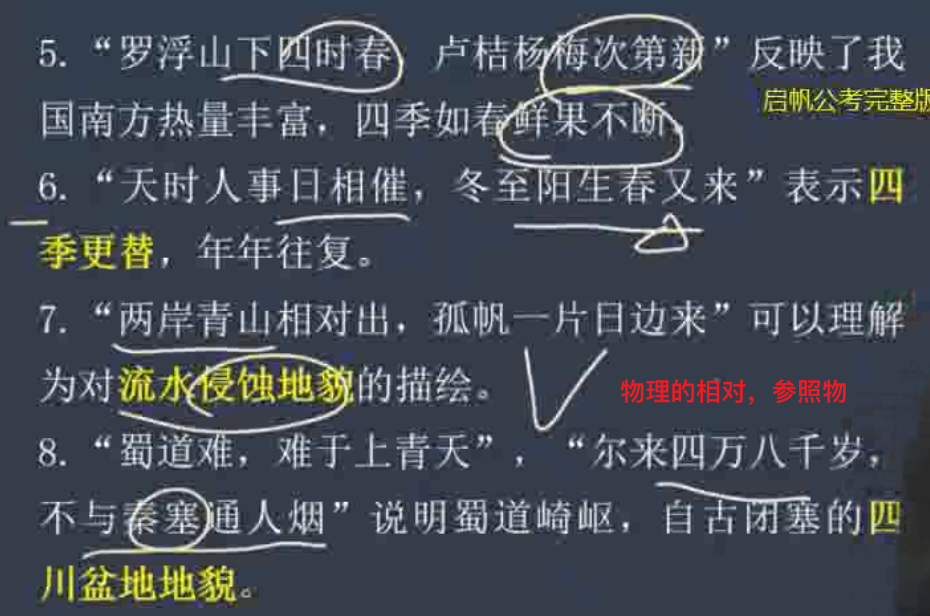 5. “罗浮山下四时春，卢桔杨梅次第新”反映了我
启帆公考完整版
国南方热量丰富，四季如春鲜果不断。
6. “天时人事日相催，冬至阳生春又来”表示四
季更替，年年往复。
7. “两岸青山相对出，孤帆一片日边来”可以理解
为对流水侵蚀地貌的描绘。
物理的相对，参照物
8. “蜀道难，难于上青天”，“尔来四万八千岁，
不与秦塞通人烟”说明蜀道崎岖，自古闭塞的四
川盆地地貌。